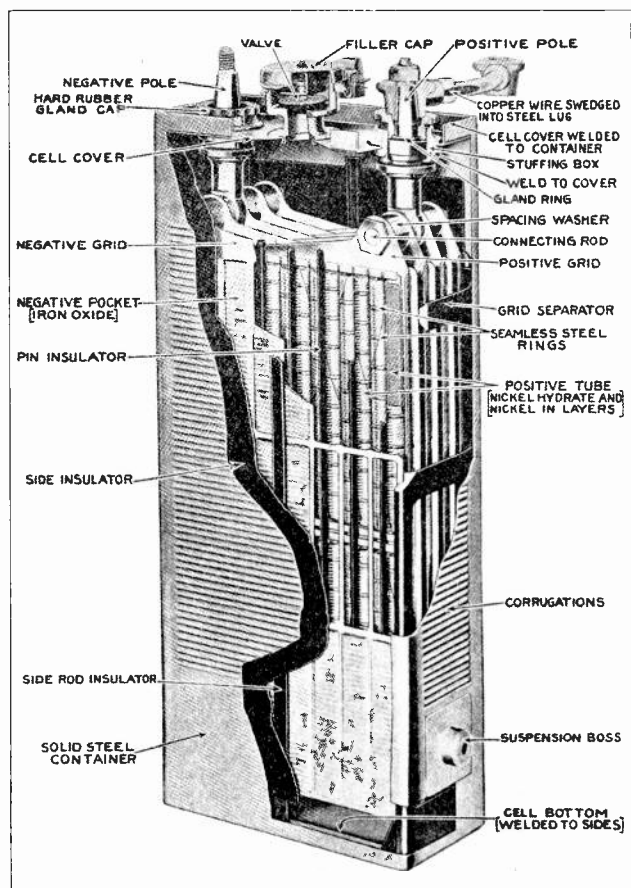 VALVE
FILLER CAP
POSITIVE POLE
NEGATIVE POLE
HARD RUBBER
GLAND CAP
COPPER WIRE SWEDGED
INTO STEEL LUG
CELL COVER WELDED
TO CONTAINER
CELL COVER
STUFFING BOX
WELD TO COVER
GLAND RING
SPACING WASHER
NEGATIVE GRID
CONNECTING ROD
POSITIVE GRID
NEGATIVE POCKET
[IRON OXIDE]
GRID SEPARATOR
SEAMLESS STEEL
RINGS
PIN INSULATOR
POSITIVE TUBE
[NICKEL HYDRATE AND
NICKEL IN LAYERS]
SIDE INSULATOR
CORRUGATIONS
SIDE ROD INSULATOR
SUSPENSION BOSS
SOLID STEEL
CONTAINER
CELL BOTTOM
[WELDED TO SIDES]